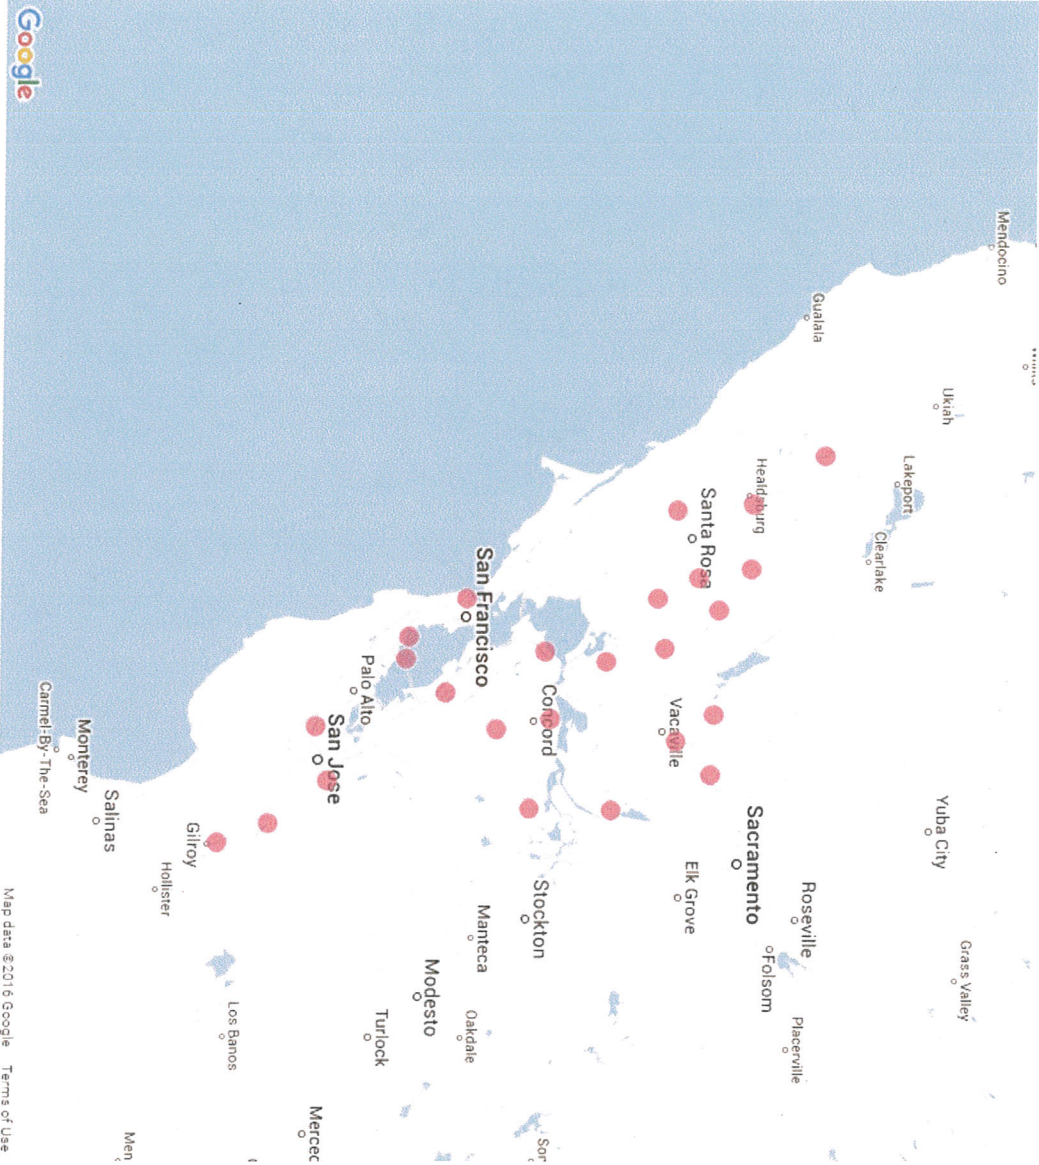 Mendocino
Gualala
Ukiah
Lakeport
Clearlake
Healdsburg
Santa Rosa
Yuba City
Grass Valley
Roseville
Folsom
Placerville
Sacramento
Elk Grove
Vacaville
Concord
San Francisco
Stockton
Manteca
Oakdale
Modesto
Turlock
Palo Alto
San Jose
Merced
Gilroy
Los Banos
Hollister
Salinas
Monterey
Carmel-By-The-Sea
Men
Sor
Google
Map data ©2016 Google Terms of Use